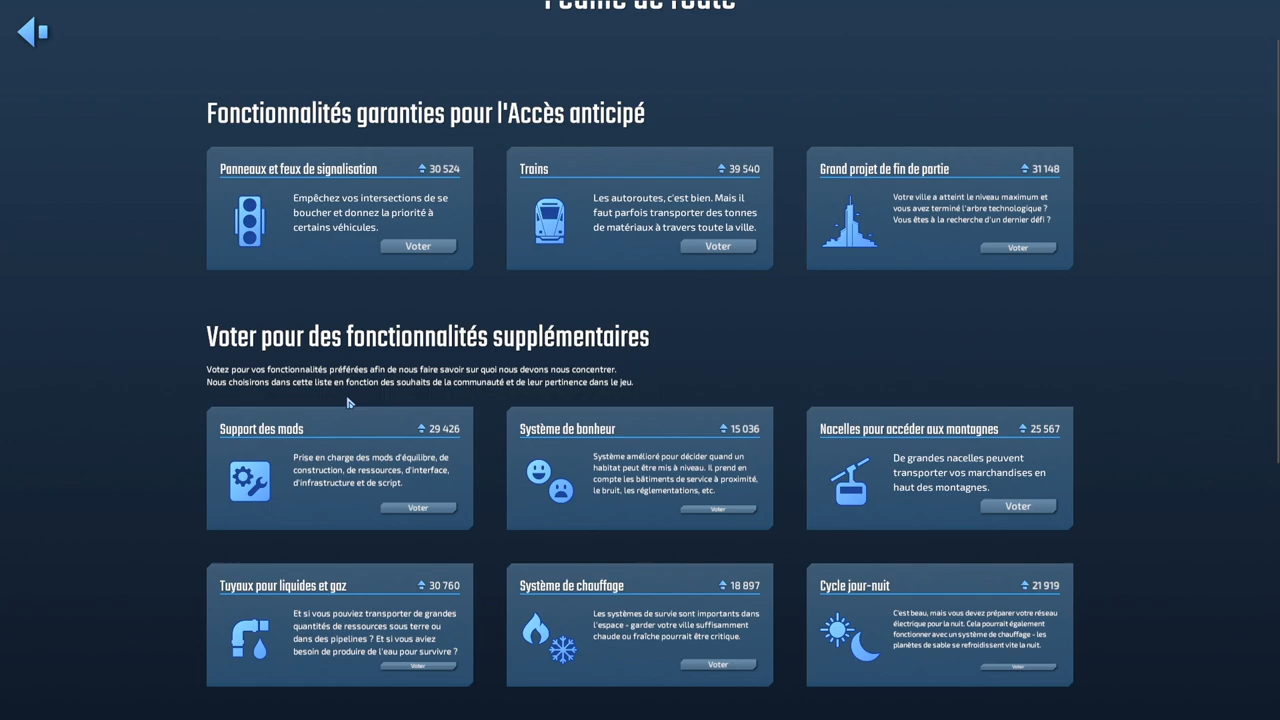 Feuille de route
Fonctionnalités garanties pour l'Accès anticipé
Panneaux et feux de signalisation 30 524
Empêchez vos intersections de se
boucher et donnez la priorité à
certains véhicules.
Voter
Trains 39 540
Les autoroutes, c'est bien. Mais il
faut parfois transporter des tonnes
de matériaux à travers toute la ville.
Voter
Grand projet de fin de partie 31 148
Votre ville a atteint le niveau maximum et
vous avez terminé l'arbre technologique ?
Vous êtes à la recherche d'un dernier défi ?
Voter
Voter pour des fonctionnalités supplémentaires
Votez pour vos fonctionnalités préférées afin de nous faire savoir sur quoi nous devons nous concentrer.
Nous choisirons dans cette liste en fonction des souhaits de la communauté et de leur pertinence dans le jeu.
Support des mods 29 426
Prise en charge des mods d'équilibre, de
construction, de ressources, d'interface,
d'infrastructure et de script.
Voter
Système de bonheur 15 036
Système amélioré pour décider quand un
habitat peut être mis à niveau. Il prend en
compte les bâtiments de service à proximité,
le bruit, les réglementations, etc.
Voter
Nacelles pour accéder aux montagnes 25 567
De grandes nacelles peuvent
transporter vos marchandises en
haut des montagnes.
Voter
Tuyaux pour liquides et gaz 30 760
Et si vous pouviez transporter de grandes
quantités de ressources sous terre ou
dans des pipelines ? Et si vous aviez
besoin de produire de l'eau pour survivre ?
Voter
Système de chauffage 18 897
Les systèmes de survie sont importants dans
l'espace - garder votre ville suffisamment
chaude ou fraîche pourrait être critique.
Voter
Cycle jour-nuit 21 919
C'est beau, mais vous devez préparer votre réseau
électrique pour la nuit. Cela pourrait également
fonctionner avec un système de chauffage - les
planètes de sable se refroidissent vite la nuit.
Voter